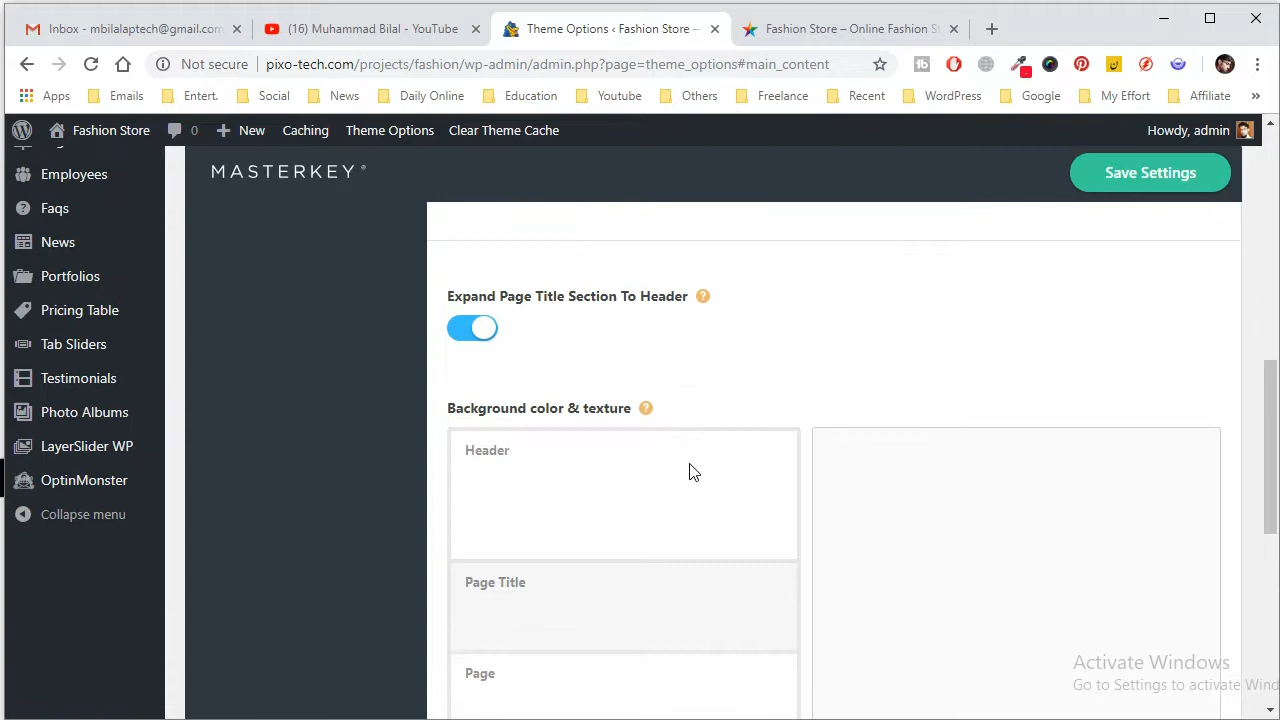 Inbox - mbilalaptech@gmail.com
(16) Muhammad Bilal - YouTube
Theme Options ‹ Fashion Store —
Fashion Store – Online Fashion S
Not secure
pixo-tech.com/projects/fashion/wp-admin/admin.php?page=theme_options#main_content
Apps Emails Entert. Social News Daily Online Education Youtube Others Freelance Recent WordPress Google My Effort Affiliate »
Fashion Store 0 New Caching Theme Options Clear Theme Cache Howdy, admin
MASTERKEY ®
Save Settings
Employees
Faqs
News
Portfolios
Pricing Table
Tab Sliders
Testimonials
Photo Albums
LayerSlider WP
OptinMonster
Collapse menu
Expand Page Title Section To Header ?
Background color & texture ?
Header
Page Title
Page
Activate Windows
Go to Settings to activate Wind